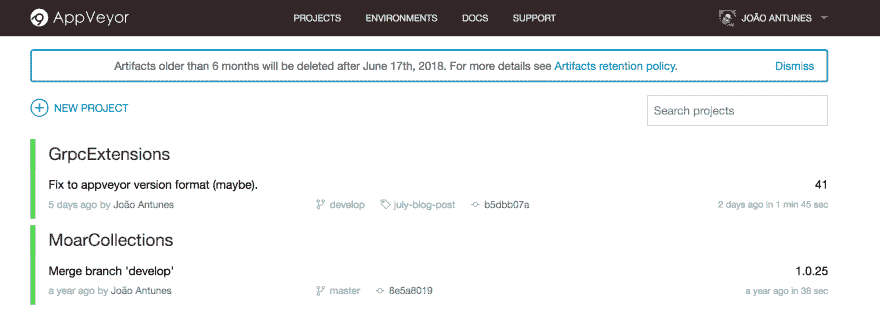 AppVeyor PROJECTS ENVIRONMENTS DOCS SUPPORT JOÃO ANTUNES
Artifacts older than 6 months will be deleted after June 17th, 2018. For more details see Artifacts retention policy. Dismiss
NEW PROJECT Search projects
GrpcExtensions
Fix to appveyor version format (maybe). 41
5 days ago by João Antunes develop july-blog-post b5dbb07a 2 days ago in 1 min 45 sec
MoarCollections
Merge branch 'develop' 1.0.25
a year ago by João Antunes master 8e5a8019 a year ago in 38 sec